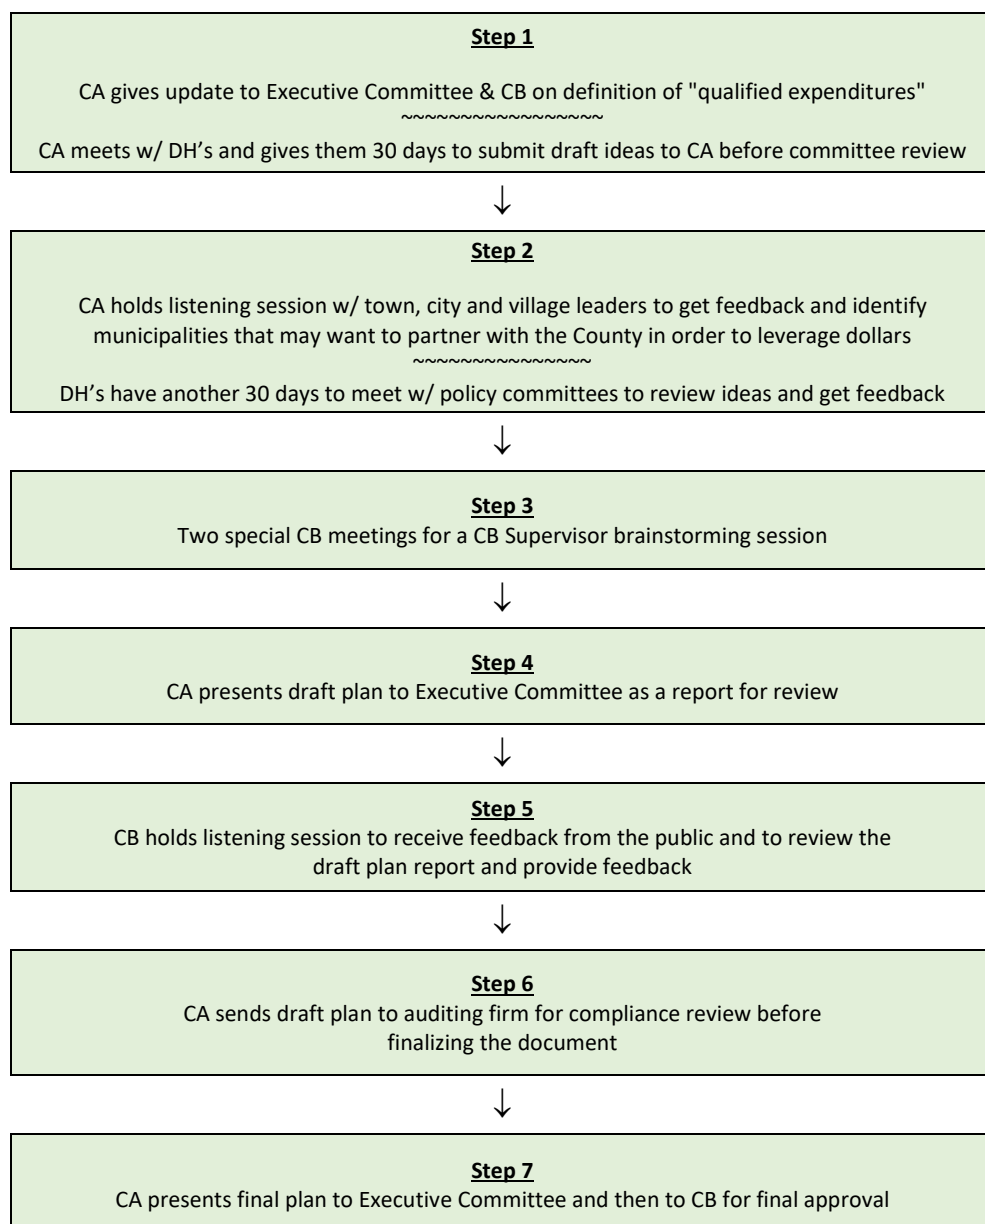 Step 1
CA gives update to Executive Committee & CB on definition of "qualified expenditures"
~~~~~~~~~~~~~~~~~
CA meets w/ DH’s and gives them 30 days to submit draft ideas to CA before committee review
↓
Step 2
CA holds listening session w/ town, city and village leaders to get feedback and identify
municipalities that may want to partner with the County in order to leverage dollars
~~~~~~~~~~~~~~~
DH’s have another 30 days to meet w/ policy committees to review ideas and get feedback
↓
Step 3
Two special CB meetings for a CB Supervisor brainstorming session
↓
Step 4
CA presents draft plan to Executive Committee as a report for review
↓
Step 5
CB holds listening session to receive feedback from the public and to review the
draft plan report and provide feedback
↓
Step 6
CA sends draft plan to auditing firm for compliance review before
finalizing the document
↓
Step 7
CA presents final plan to Executive Committee and then to CB for final approval